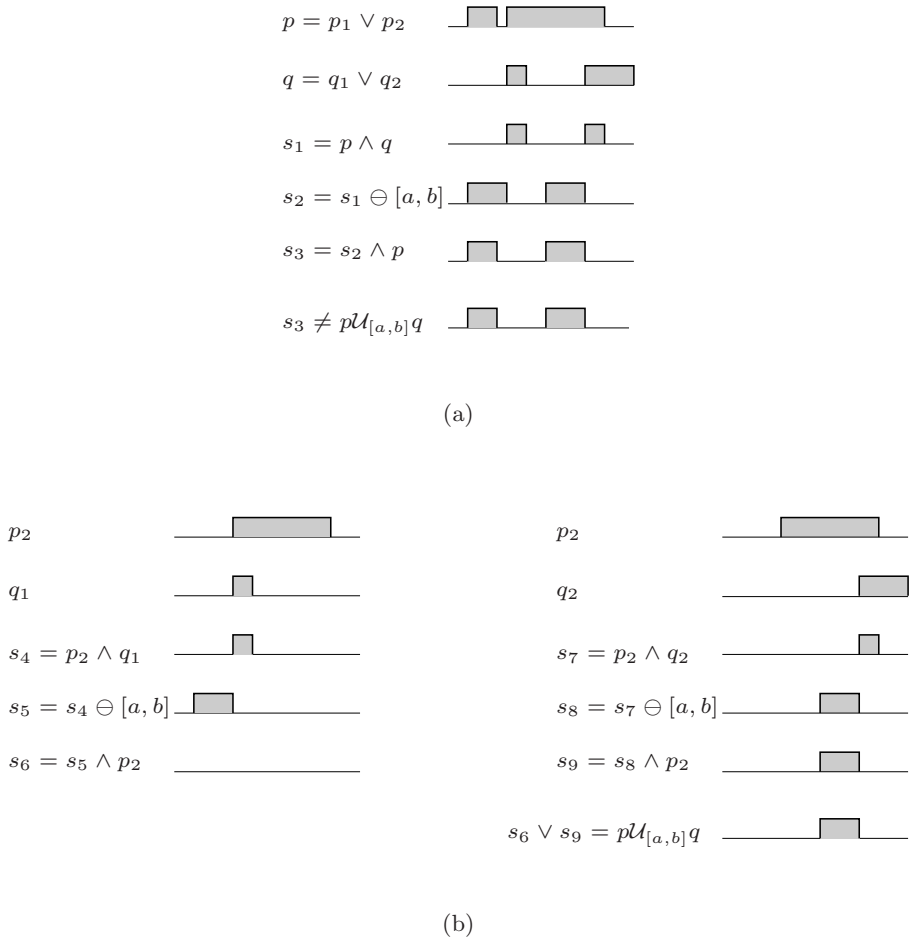 p = p₁ ∨ p₂
q = q₁ ∨ q₂
s₁ = p ∧ q
s₂ = s₁ ⊖ [a, b]
s₃ = s₂ ∧ p
s₃ ≠ p𝒰[a,b]q
(a)
p₂
q₁
s₄ = p₂ ∧ q₁
s₅ = s₄ ⊖ [a, b]
s₆ = s₅ ∧ p₂
p₂
q₂
s₇ = p₂ ∧ q₂
s₈ = s₇ ⊖ [a, b]
s₉ = s₈ ∧ p₂
s₆ ∨ s₉ = p𝒰[a,b]q
(b)